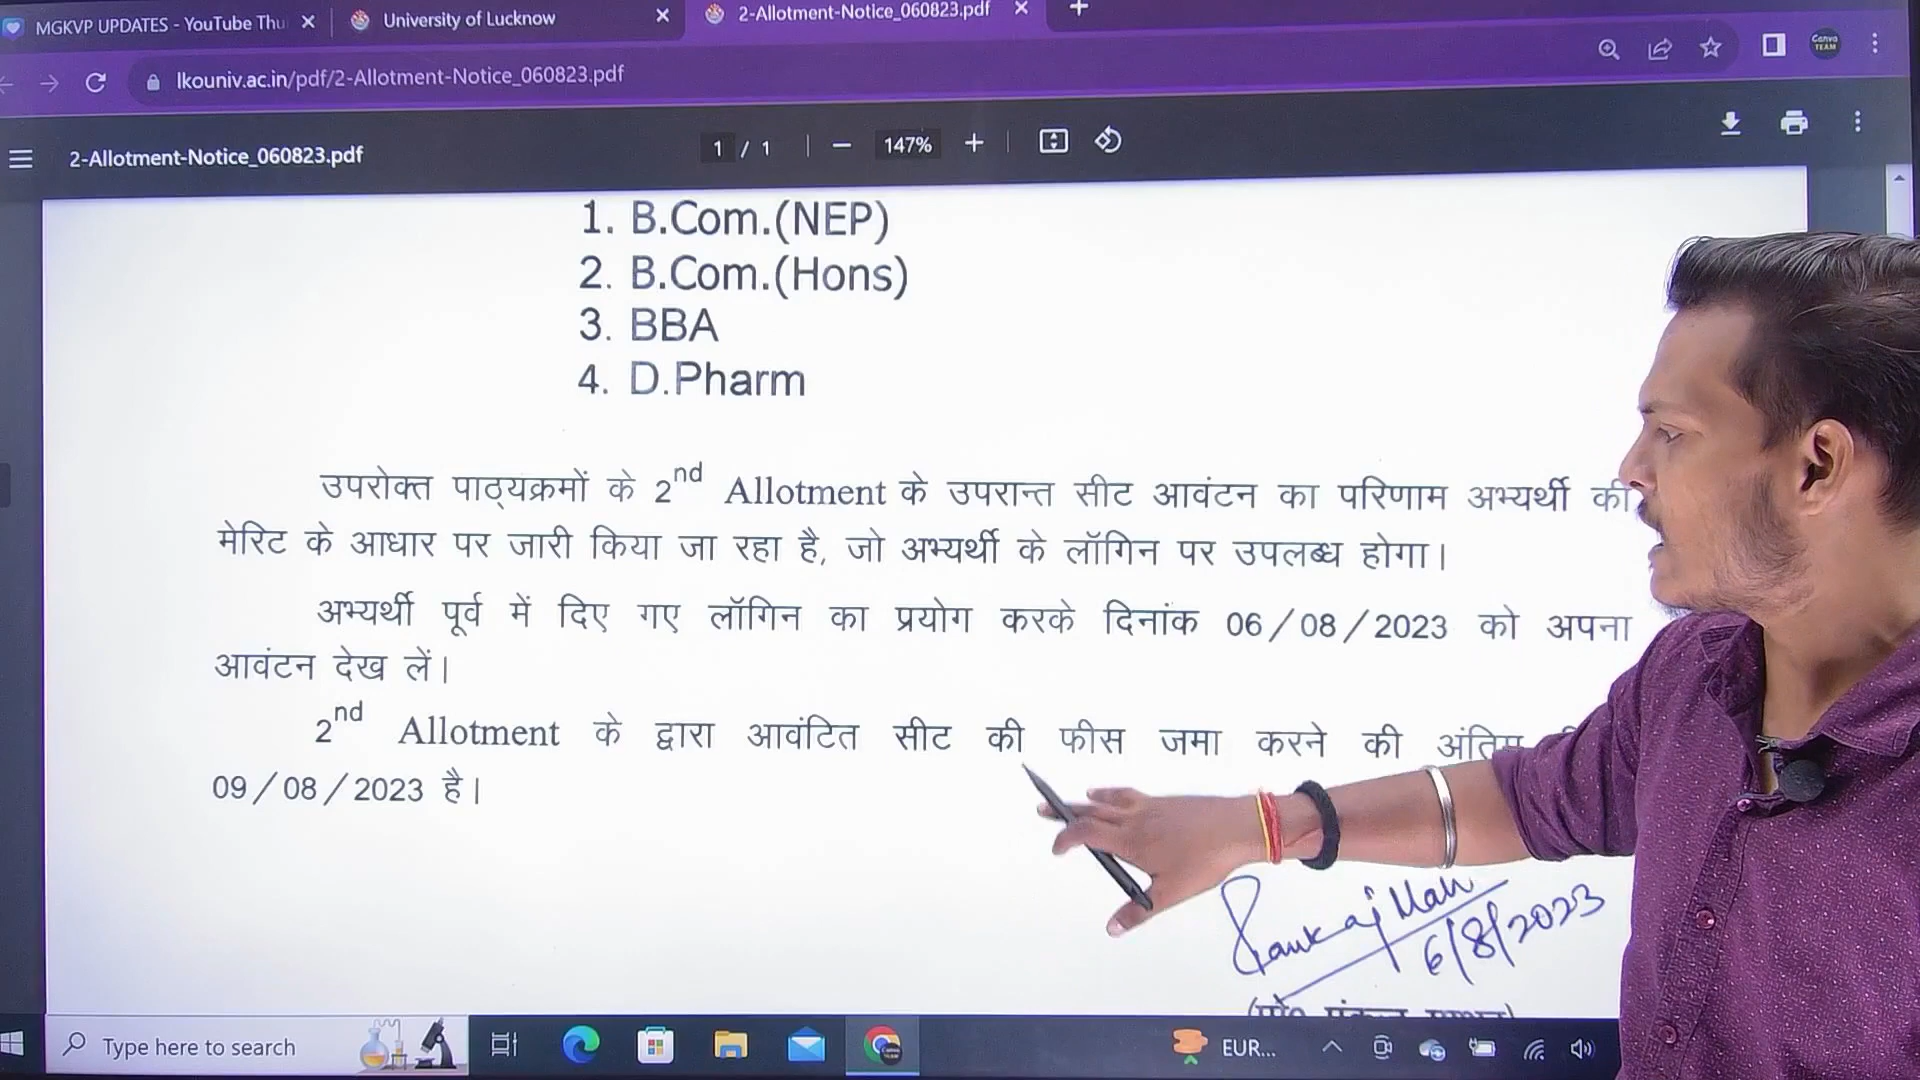 MGKVP UPDATES - YouTube Thu
University of Lucknow
2-Allotment-Notice_060823.pdf
lkouniv.ac.in/pdf/2-Allotment-Notice_060823.pdf
Canva TEAM
2-Allotment-Notice_060823.pdf
1 / 1
147%
1. B.Com.(NEP)
2. B.Com.(Hons)
3. BBA
4. D.Pharm
उपरोक्त पाठ्यक्रमों के 2nd Allotment के उपरान्त सीट आवंटन का परिणाम अभ्यर्थी की
मेरिट के आधार पर जारी किया जा रहा है, जो अभ्यर्थी के लॉगिन पर उपलब्ध होगा।
अभ्यर्थी पूर्व में दिए गए लॉगिन का प्रयोग करके दिनांक 06/08/2023 को अपना
आवंटन देख लें।
2nd Allotment के द्वारा आवंटित सीट की फीस जमा करने की अंतिम
09/08/2023 है।
6/8/2023
Type here to search
EUR...